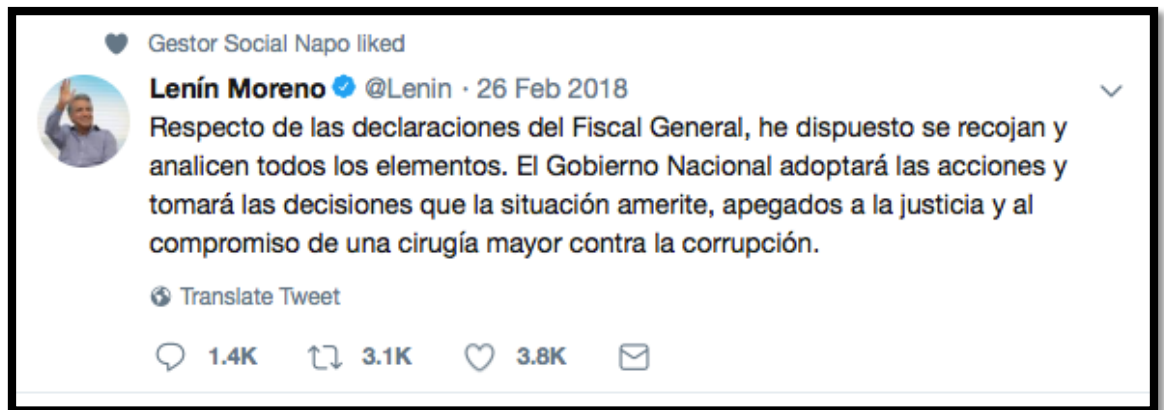 Gestor Social Napo liked
Lenín Moreno @Lenin · 26 Feb 2018
Respecto de las declaraciones del Fiscal General, he dispuesto se recojan y
analicen todos los elementos. El Gobierno Nacional adoptará las acciones y
tomará las decisiones que la situación amerite, apegados a la justicia y al
compromiso de una cirugía mayor contra la corrupción.
Translate Tweet
1.4K 3.1K 3.8K